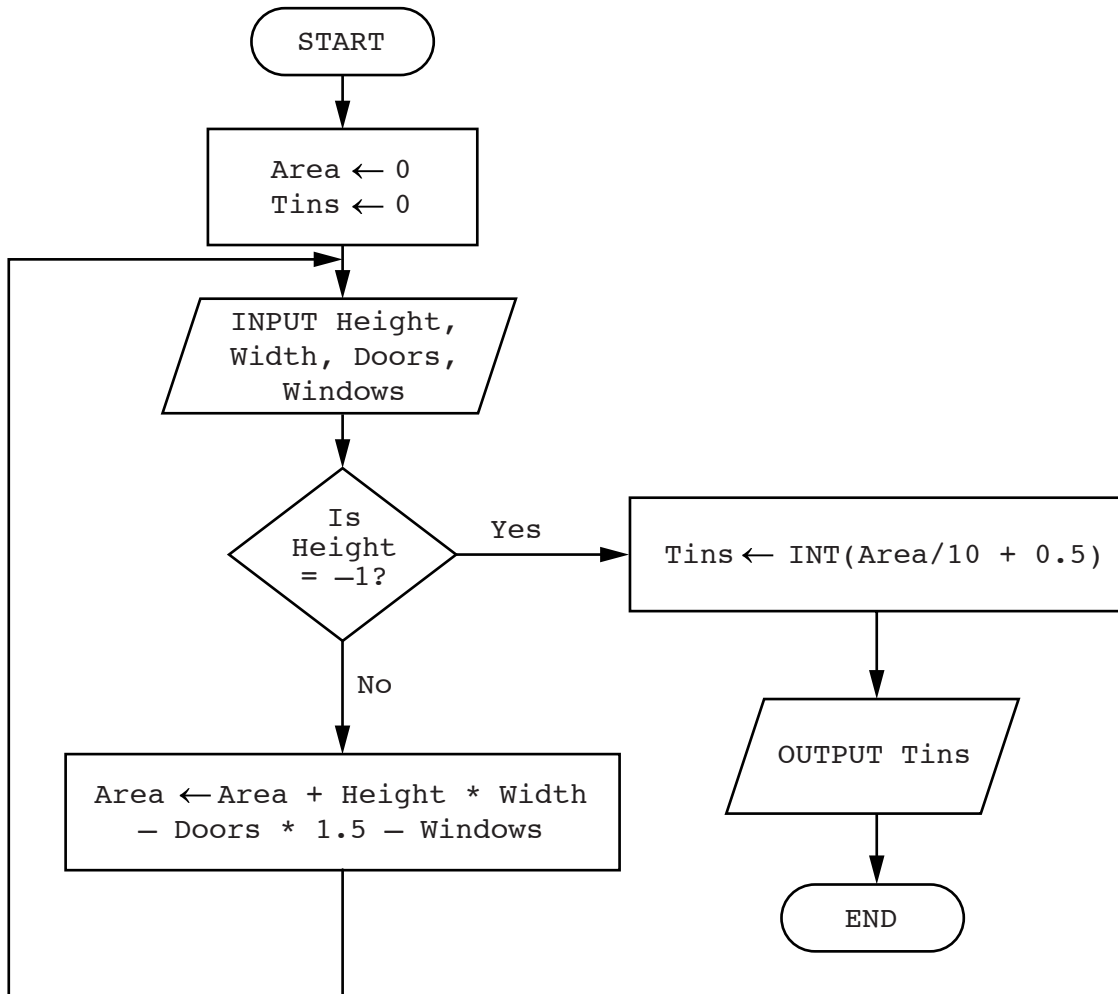 START
Area ← 0
Tins ← 0
INPUT Height,
Width, Doors,
Windows
Is
Height
= –1?
Yes
Tins ← INT(Area/10 + 0.5)
No
OUTPUT Tins
Area ← Area + Height * Width
– Doors * 1.5 – Windows
END